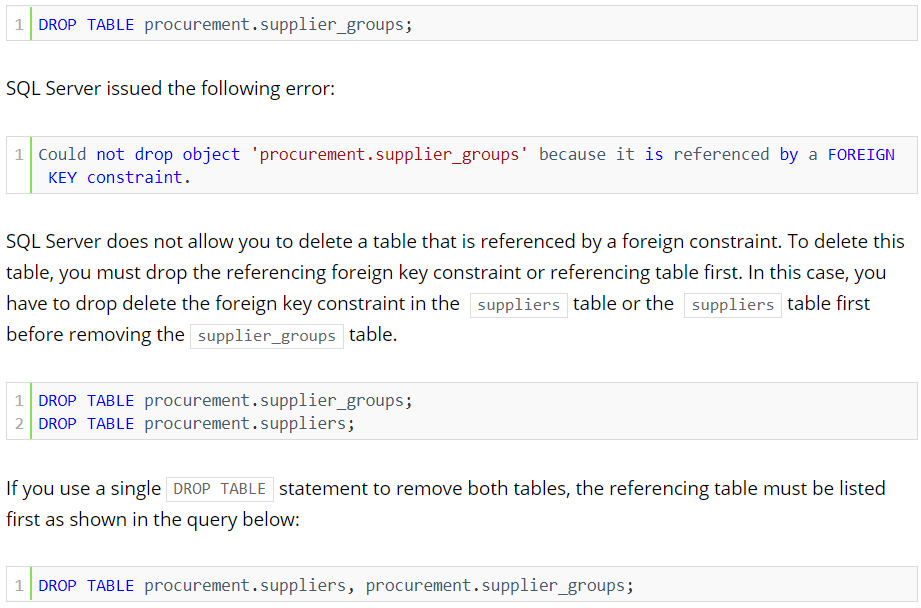 1 DROP TABLE procurement.supplier_groups;
SQL Server issued the following error:
1 Could not drop object 'procurement.supplier_groups' because it is referenced by a FOREIGN
KEY constraint.
SQL Server does not allow you to delete a table that is referenced by a foreign constraint. To delete this
table, you must drop the referencing foreign key constraint or referencing table first. In this case, you
have to drop delete the foreign key constraint in the suppliers table or the suppliers table first
before removing the supplier_groups table.
1 DROP TABLE procurement.supplier_groups;
2 DROP TABLE procurement.suppliers;
If you use a single DROP TABLE statement to remove both tables, the referencing table must be listed
first as shown in the query below:
1 DROP TABLE procurement.suppliers, procurement.supplier_groups;